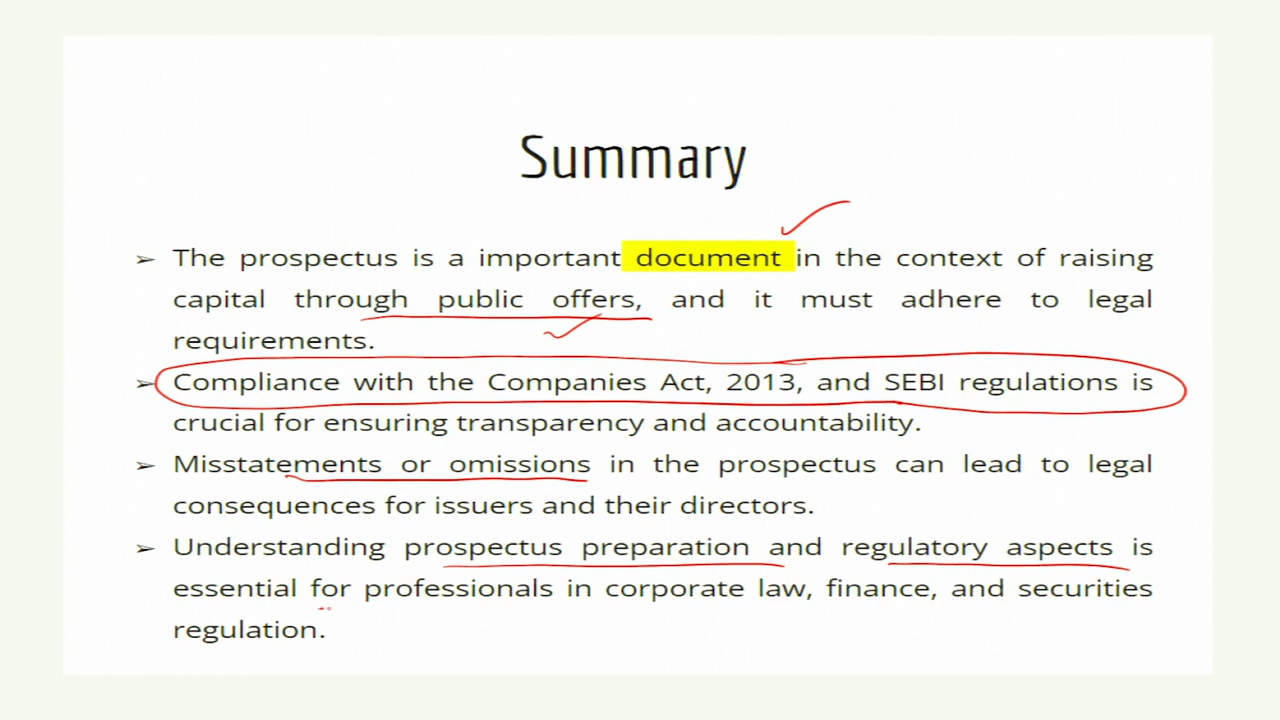 Summary
➢ The prospectus is a important document in the context of raising
capital through public offers, and it must adhere to legal
requirements.
➢ Compliance with the Companies Act, 2013, and SEBI regulations is
crucial for ensuring transparency and accountability.
➢ Misstatements or omissions in the prospectus can lead to legal
consequences for issuers and their directors.
➢ Understanding prospectus preparation and regulatory aspects is
essential for professionals in corporate law, finance, and securities
regulation.